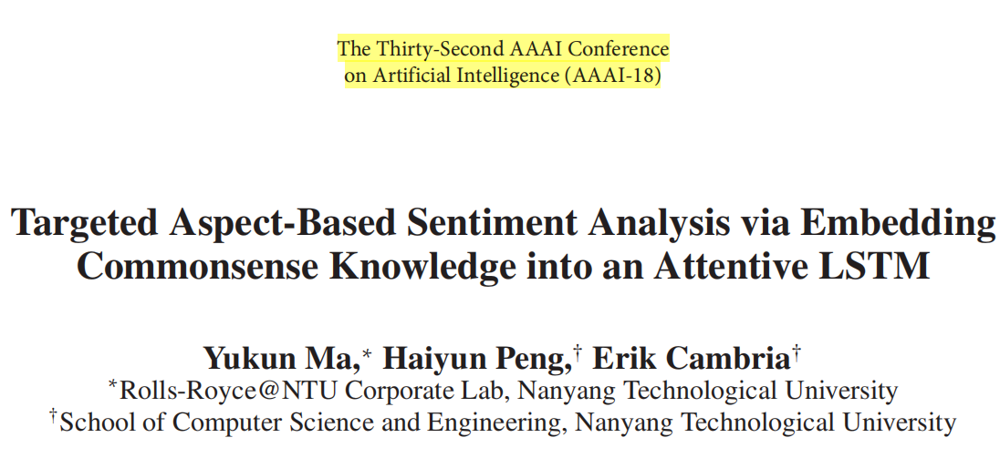 The Thirty-Second AAAI Conference
on Artificial Intelligence (AAAI-18)
Targeted Aspect-Based Sentiment Analysis via Embedding
Commonsense Knowledge into an Attentive LSTM
Yukun Ma,* Haiyun Peng,† Erik Cambria†
*Rolls-Royce@NTU Corporate Lab, Nanyang Technological University
†School of Computer Science and Engineering, Nanyang Technological University